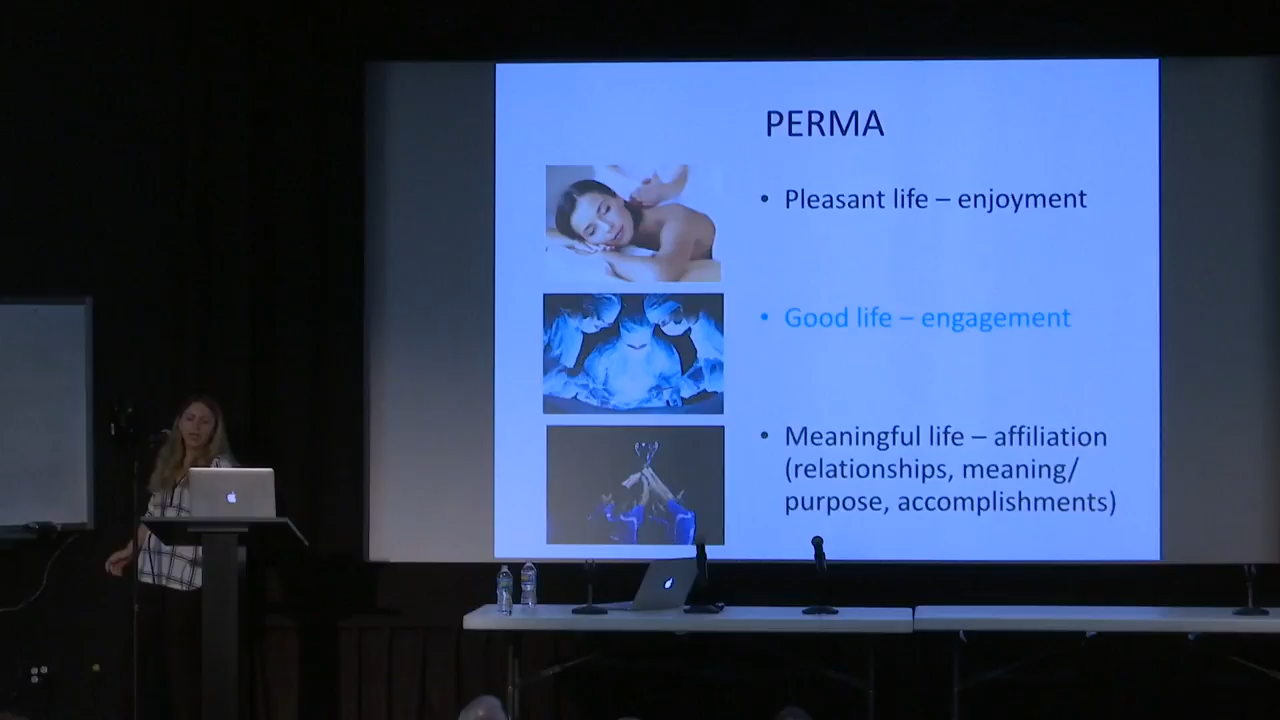 PERMA
• Pleasant life – enjoyment
• Good life – engagement
• Meaningful life – affiliation
(relationships, meaning/
purpose, accomplishments)